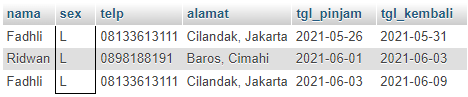 nama sex telp alamat tgl_pinjam tgl_kembali
Fadhli L 08133613111 Cilandak, Jakarta 2021-05-26 2021-05-31
Ridwan L 0898188191 Baros, Cimahi 2021-06-01 2021-06-03
Fadhli L 08133613111 Cilandak, Jakarta 2021-06-03 2021-06-09